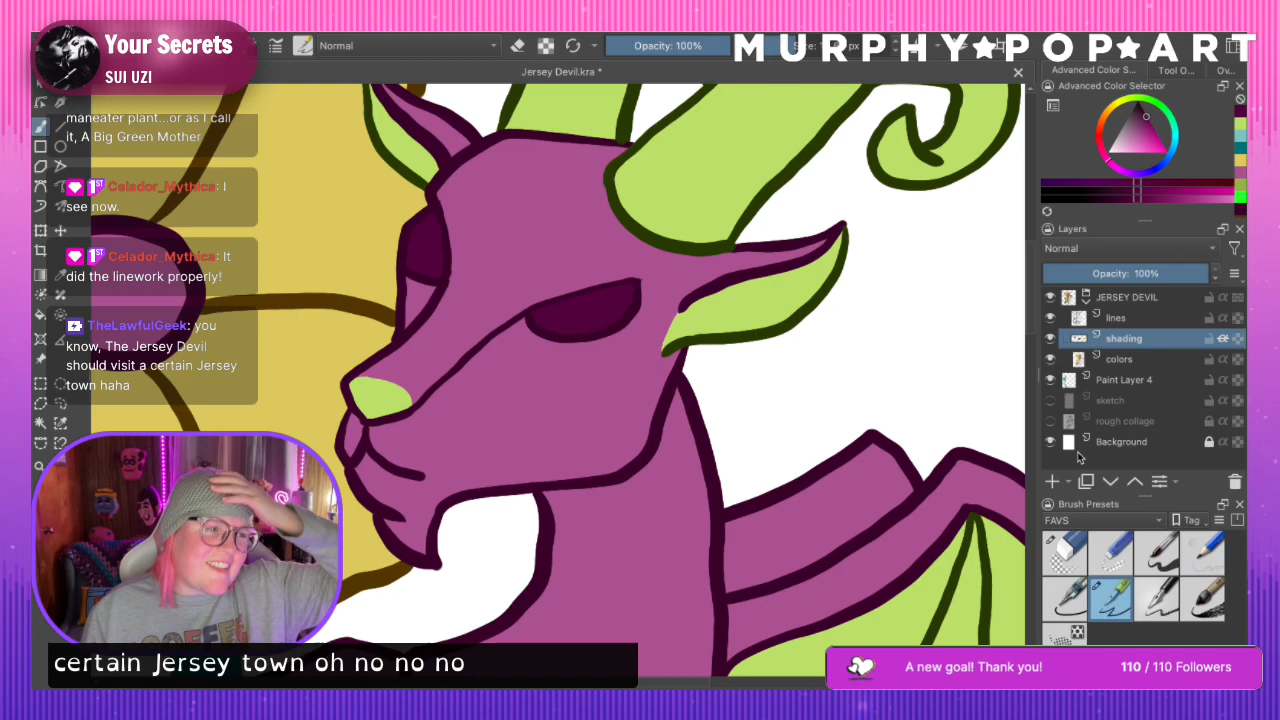 Your Secrets
SUI UZI
Normal
Opacity: 100%
MURPHY★POP★ART
Jersey Devil.kra *
Advanced Color S...
Tool O...
Ov...
Advanced Color Selector
maneater plant...or as I call
it, A Big Green Mother
1ST Celador_Mythica: I
see now.
1ST Celador_Mythica: It
did the linework properly!
TheLawfulGeek: you
know, The Jersey Devil
should visit a certain Jersey
town haha
Layers
Normal
Opacity: 100%
JERSEY DEVIL
lines
shading
colors
Paint Layer 4
sketch
rough collage
Background
Brush Presets
FAVS
Tag
certain Jersey town oh no no no
A new goal! Thank you!
110 / 110 Followers